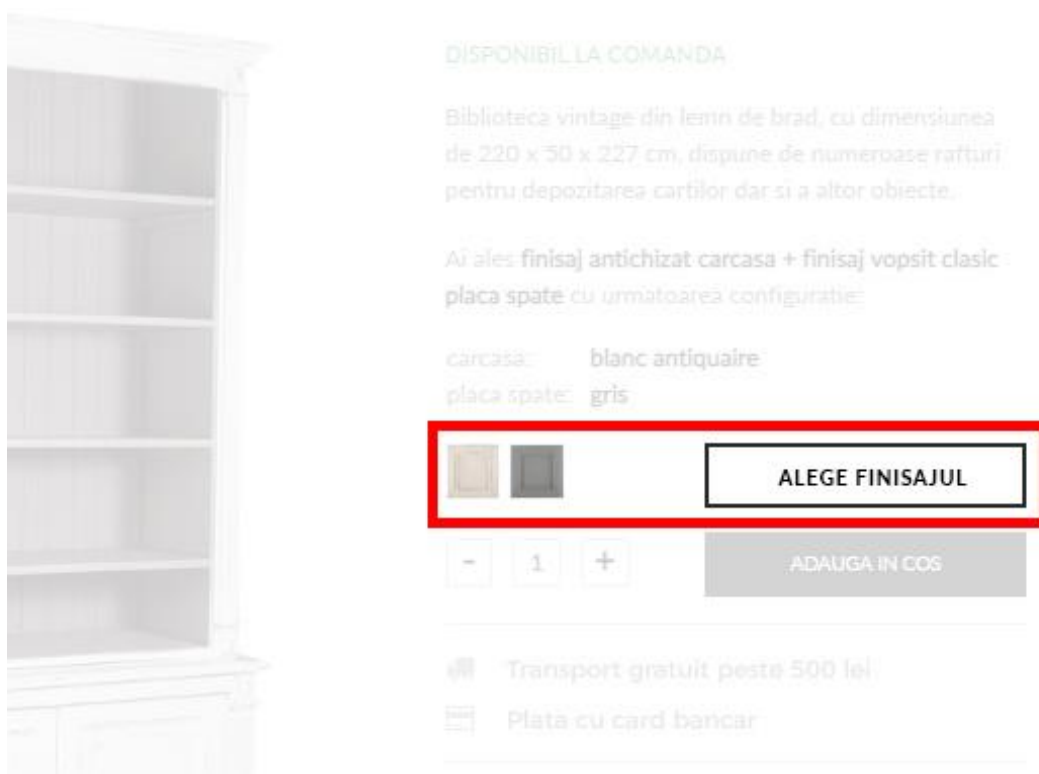 DISPONIBIL LA COMANDA
Biblioteca vintage din lemn de brad, cu dimensiunea
de 220 x 50 x 227 cm, dispune de numeroase rafturi
pentru depozitarea cartilor dar si a altor obiecte.
Ai ales finisaj antichizat carcasa + finisaj vopsit clasic
placa spate cu urmatoarea configuratie:
carcasa: blanc antiquaire
placa spate: gris
ALEGE FINISAJUL
- 1 + ADAUGA IN COS
Transport gratuit peste 500 lei
Plata cu card bancar